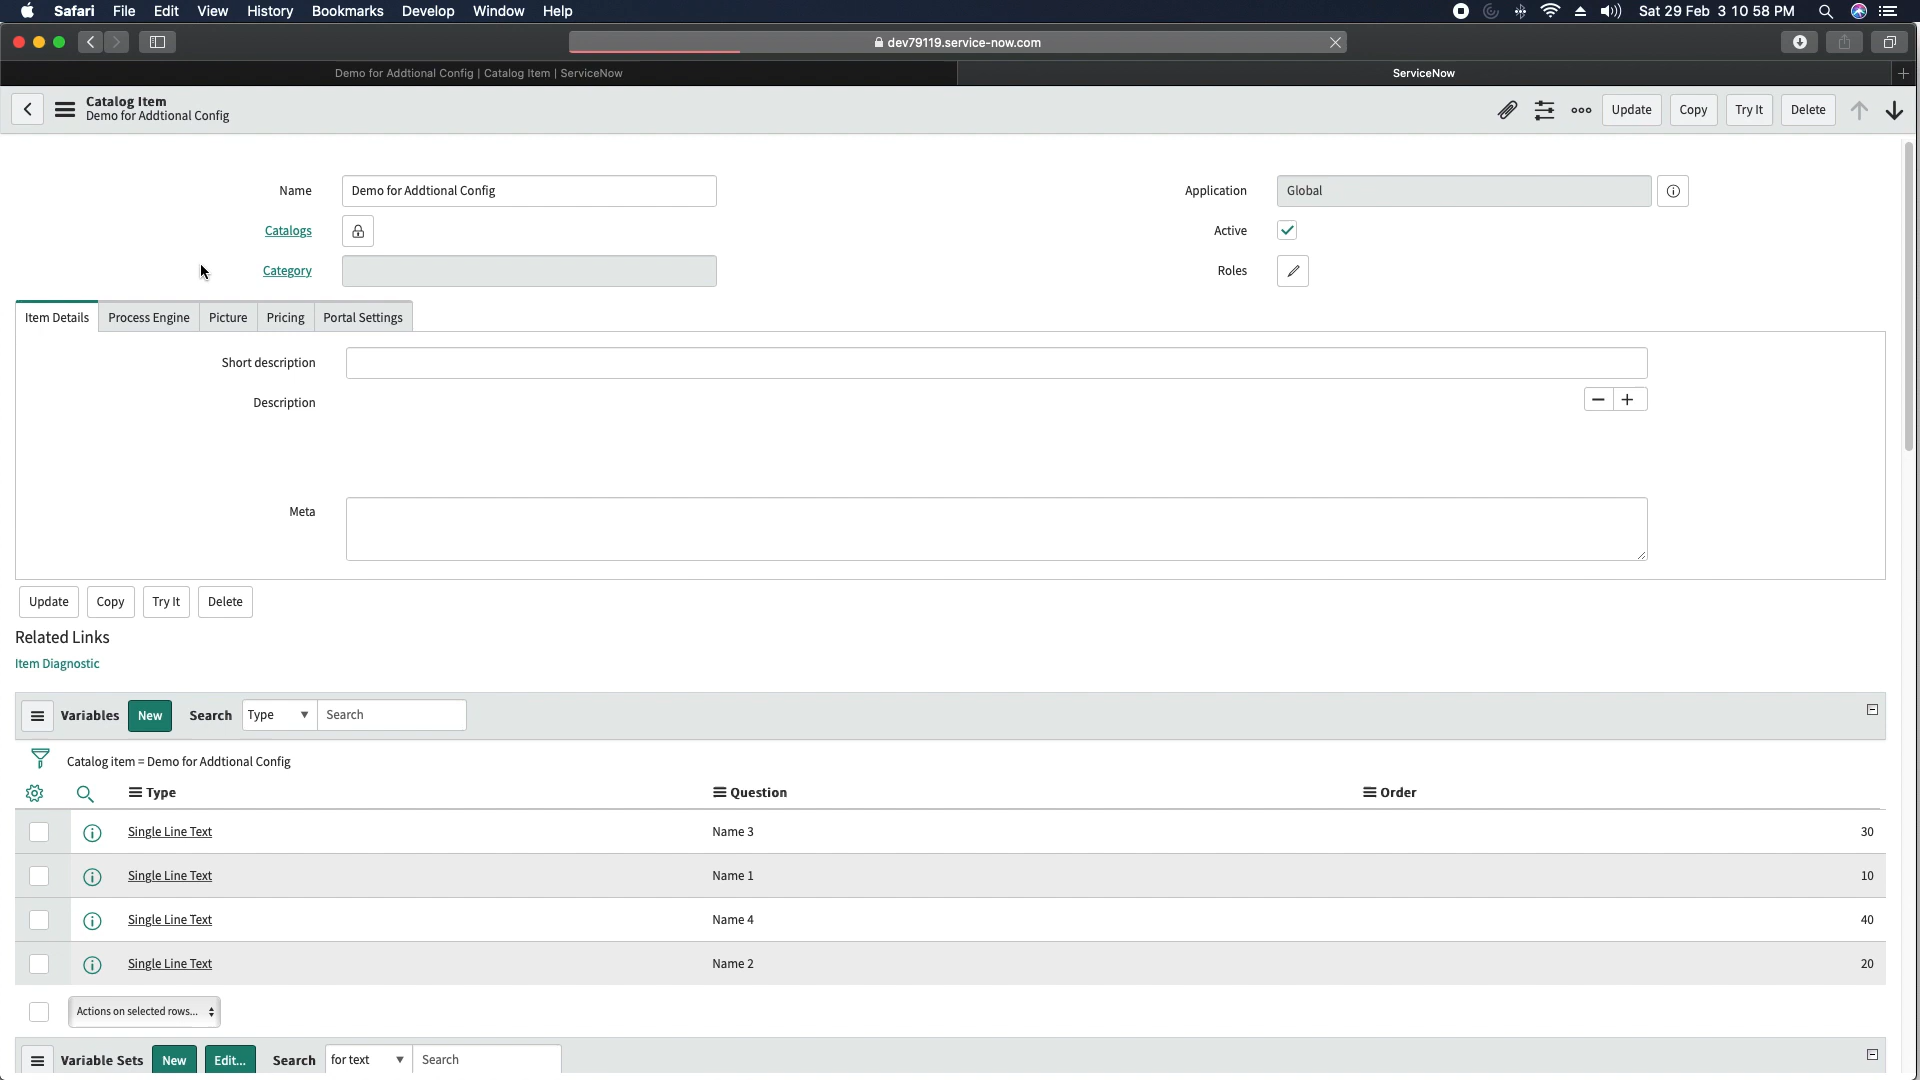 Safari File Edit View History Bookmarks Develop Window Help Sat 29 Feb 3 10 58 PM
dev79119.service-now.com
Demo for Addtional Config | Catalog Item | ServiceNow
ServiceNow
Catalog Item
Demo for Addtional Config
Update Copy Try It Delete
Name Demo for Addtional Config Application Global
Catalogs Active
Category Roles
Item Details Process Engine Picture Pricing Portal Settings
Short description
Description
Meta
Update Copy Try It Delete
Related Links
Item Diagnostic
Variables New Search Type Search
Catalog item = Demo for Addtional Config
Type Question Order
Single Line Text Name 3 30
Single Line Text Name 1 10
Single Line Text Name 4 40
Single Line Text Name 2 20
Actions on selected rows...
Variable Sets New Edit... Search for text Search